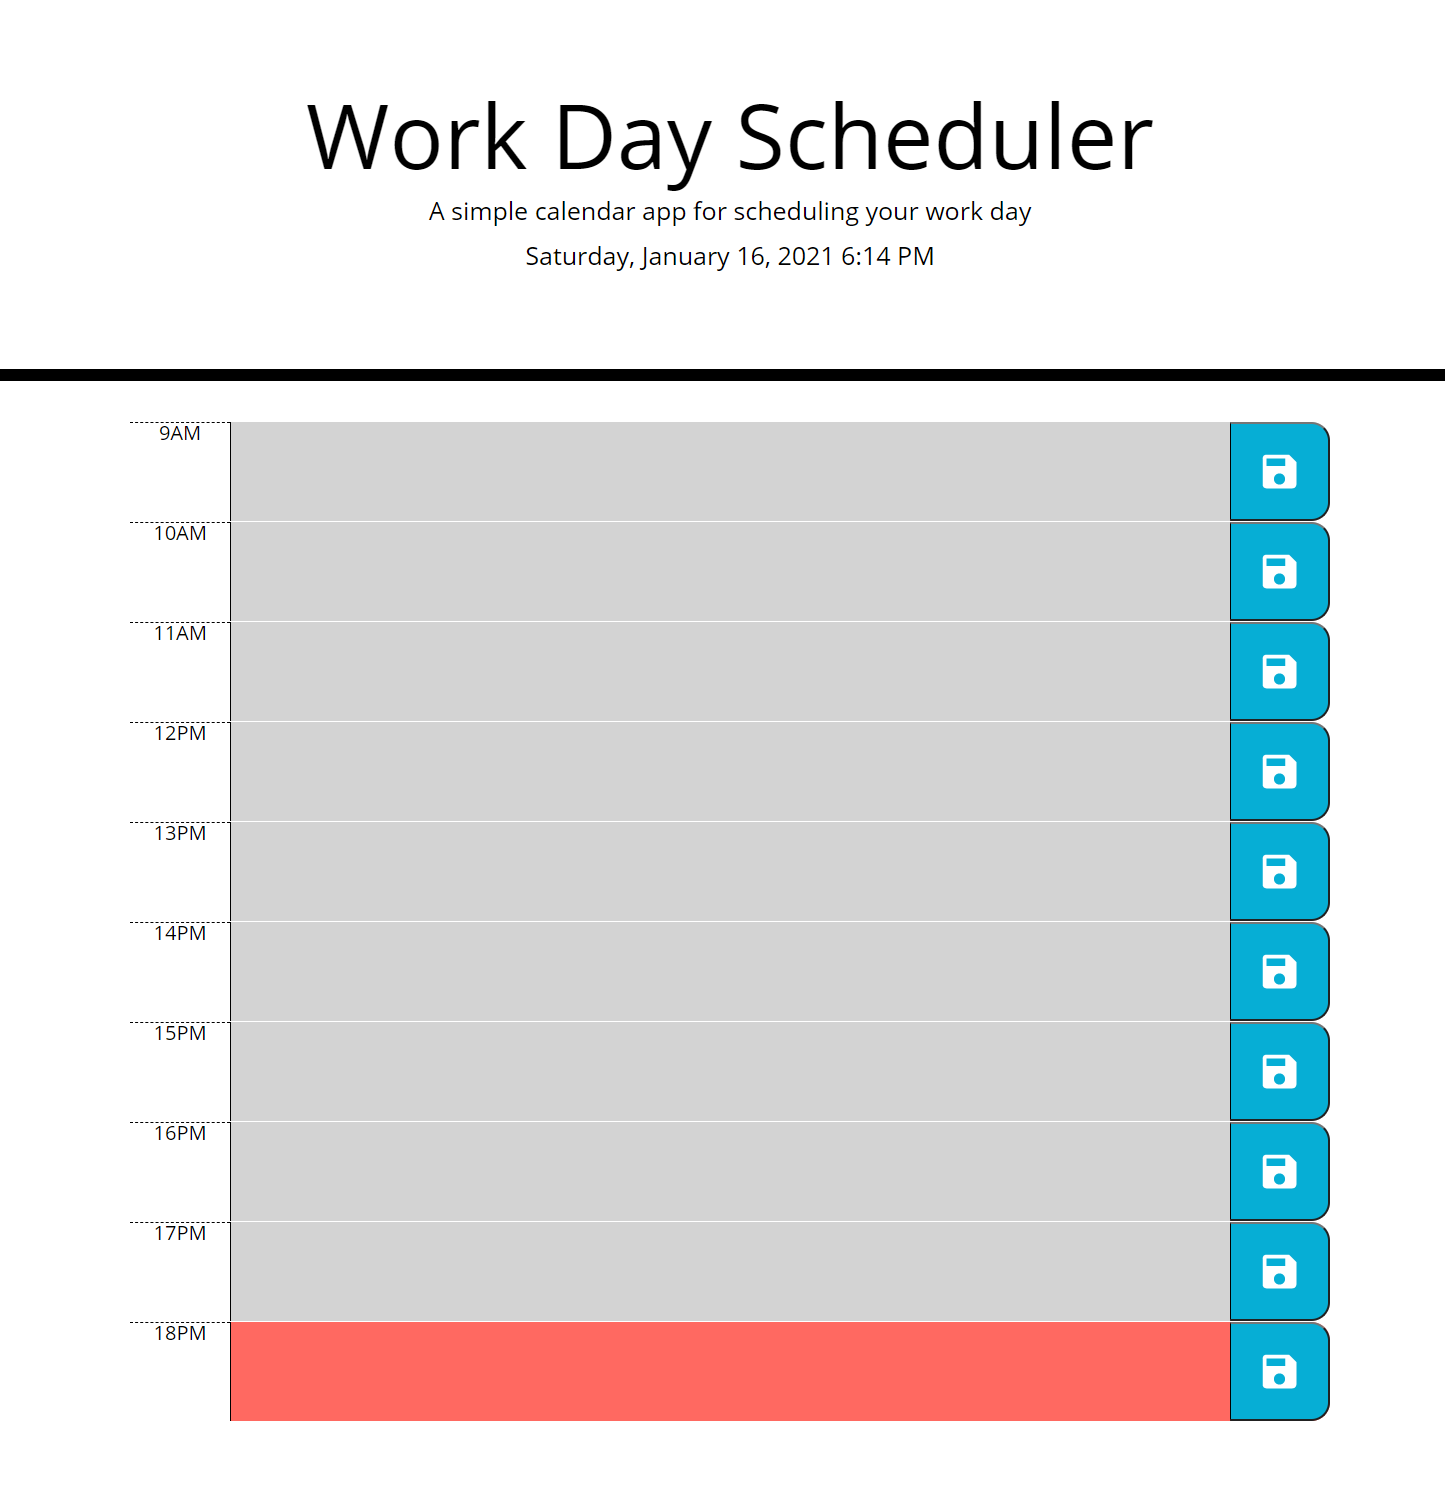 Work Day Scheduler
A simple calendar app for scheduling your work day
Saturday, January 16, 2021 6:14 PM
9AM
10AM
11AM
12PM
13PM
14PM
15PM
16PM
17PM
18PM